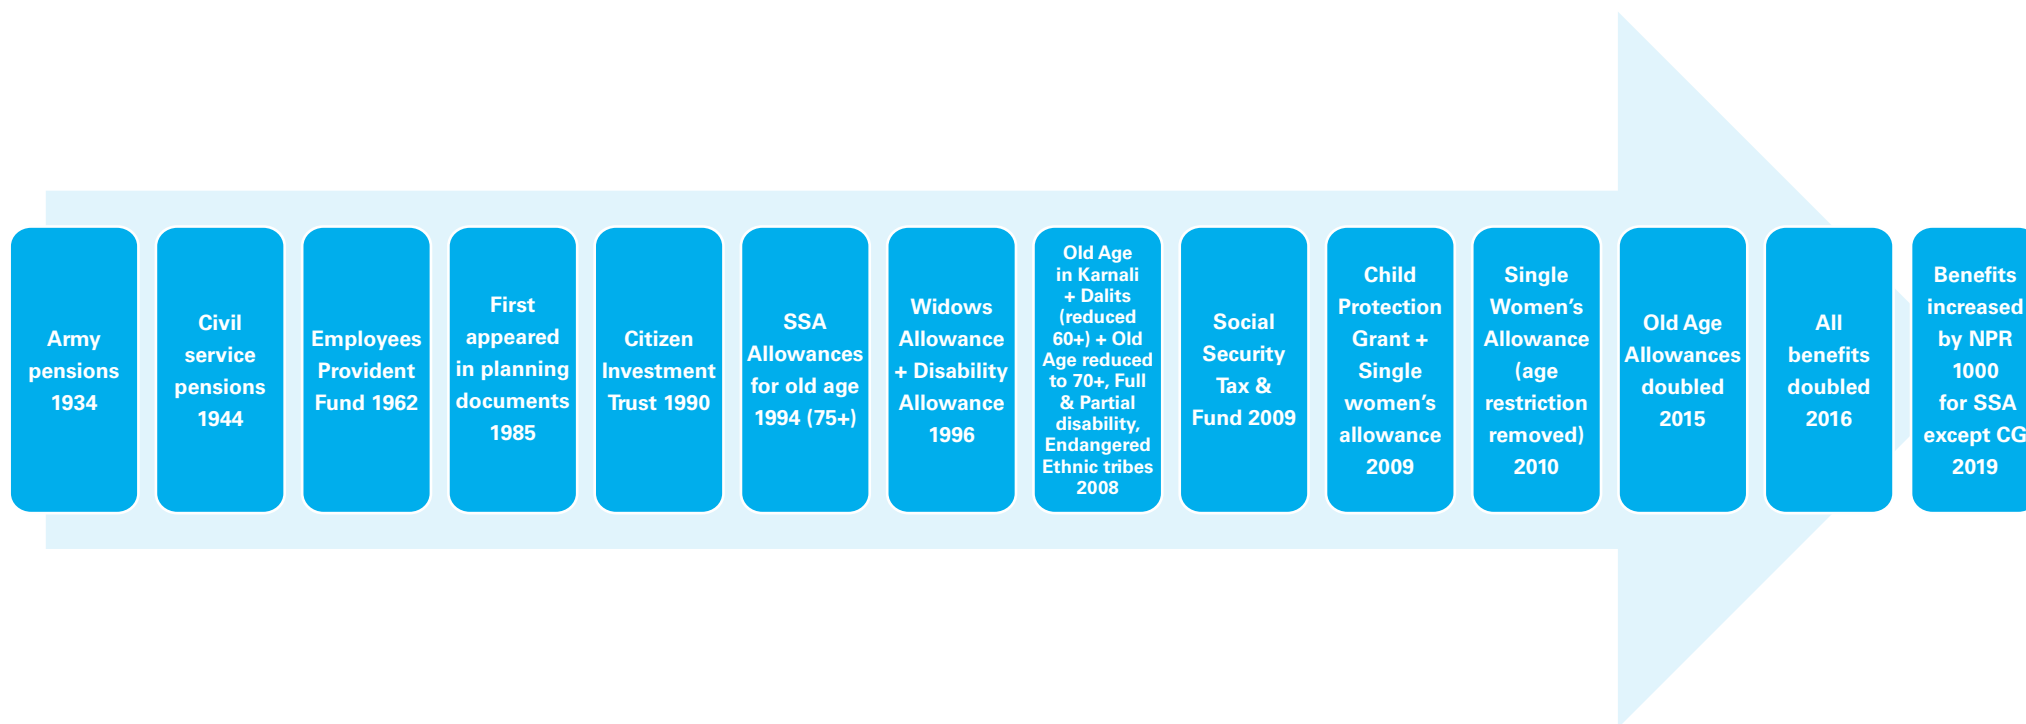 Army
pensions
1934
Civil
service
pensions
1944
Employees
Provident
Fund 1962
First
appeared
in planning
documents
1985
Citizen
Investment
Trust 1990
SSA
Allowances
for old age
1994 (75+)
Widows
Allowance
+ Disability
Allowance
1996
Old Age
in Karnali
+ Dalits
(reduced
60+) + Old
Age reduced
to 70+, Full
& Partial
disability,
Endangered
Ethnic tribes
2008
Social
Security
Tax &
Fund 2009
Child
Protection
Grant +
Single
women's
allowance
2009
Single
Women's
Allowance
(age
restriction
removed)
2010
Old Age
Allowances
doubled
2015
All
benefits
doubled
2016
Benefits
increased
by NPR
1000
for SSA
except CG
2019